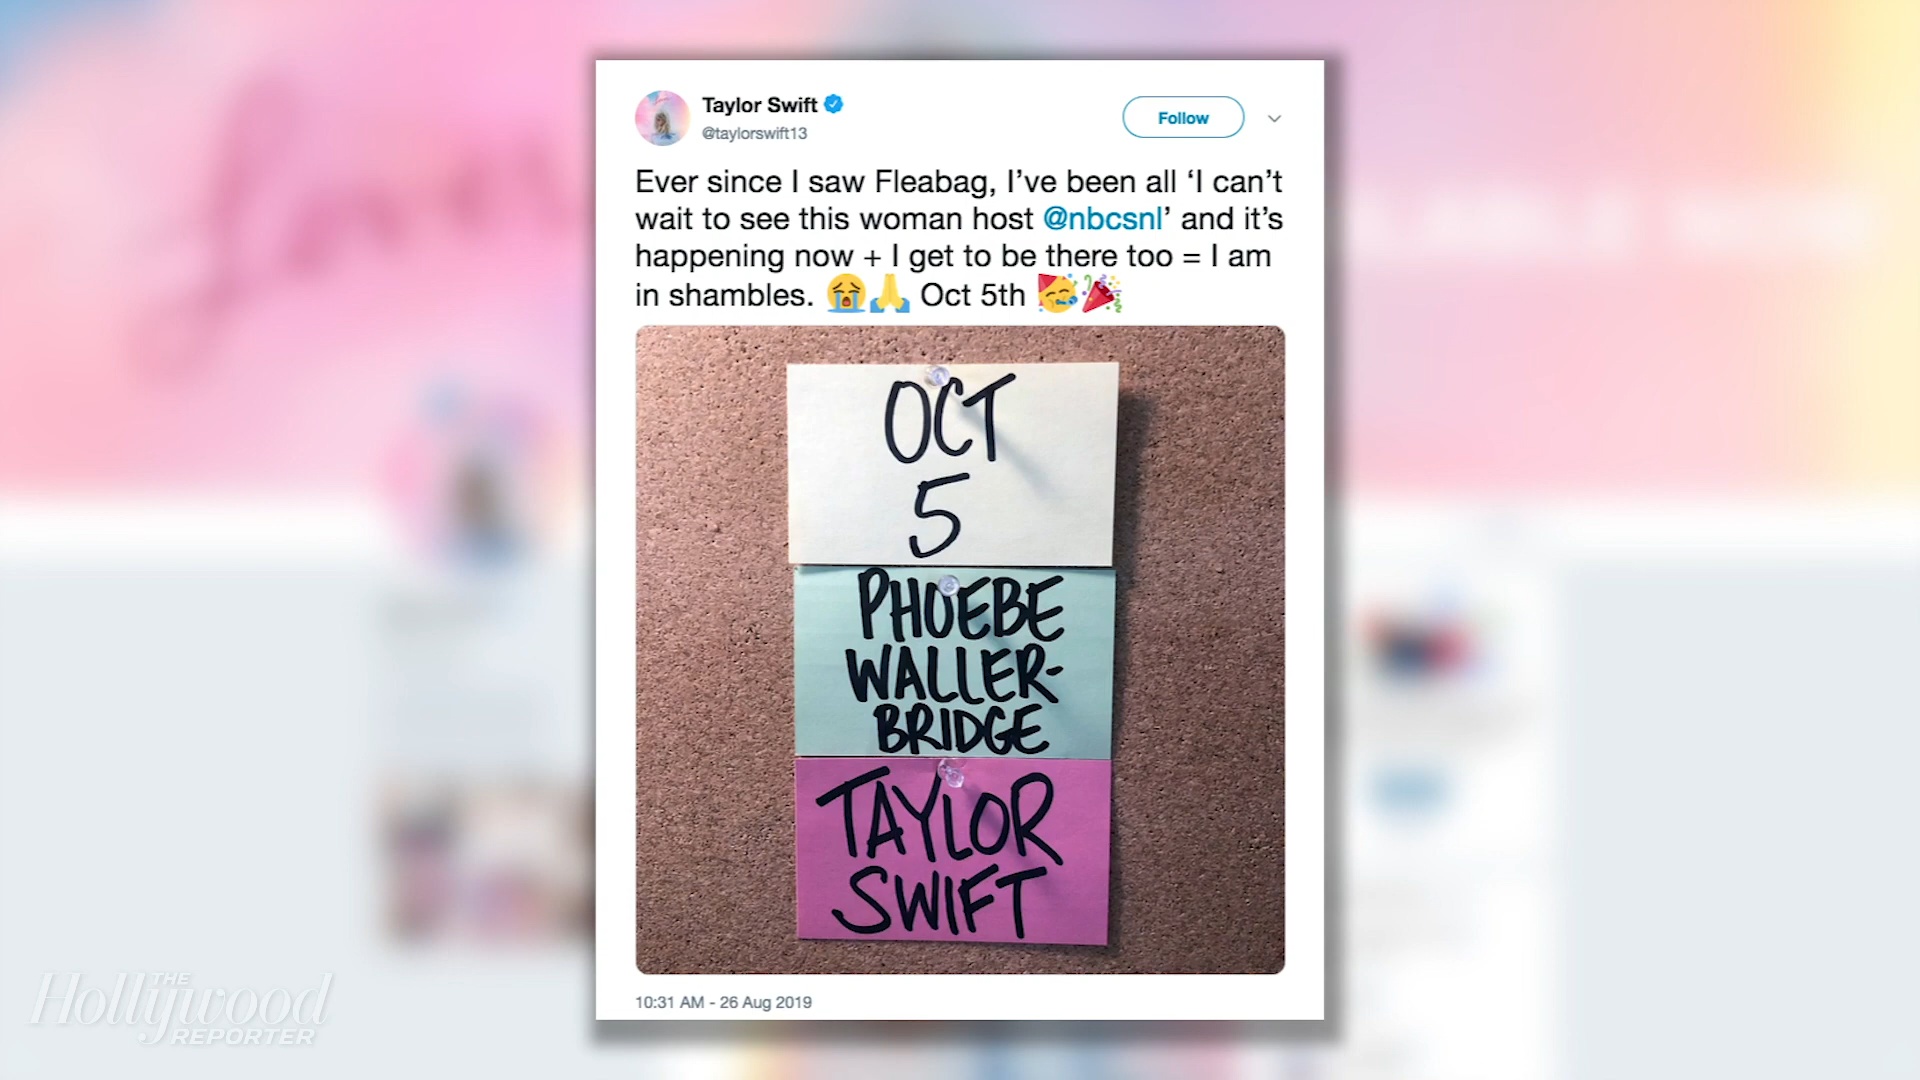 Taylor Swift
@taylorswift13
Follow
Ever since I saw Fleabag, I’ve been all ‘I can’t
wait to see this woman host @nbcsnl’ and it’s
happening now + I get to be there too = I am
in shambles. 😭🙏 Oct 5th 🥳🎉
OCT
5
PHOEBE
WALLER-
BRIDGE
TAYLOR
SWIFT
10:31 AM - 26 Aug 2019
THE
Hollywood
REPORTER